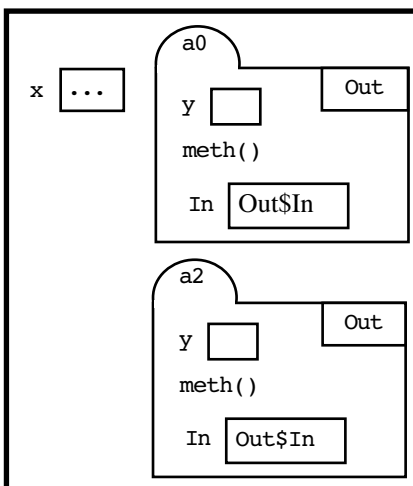 a0
x ... Out
y
meth()
In Out$In
a2
Out
y
meth()
In Out$In